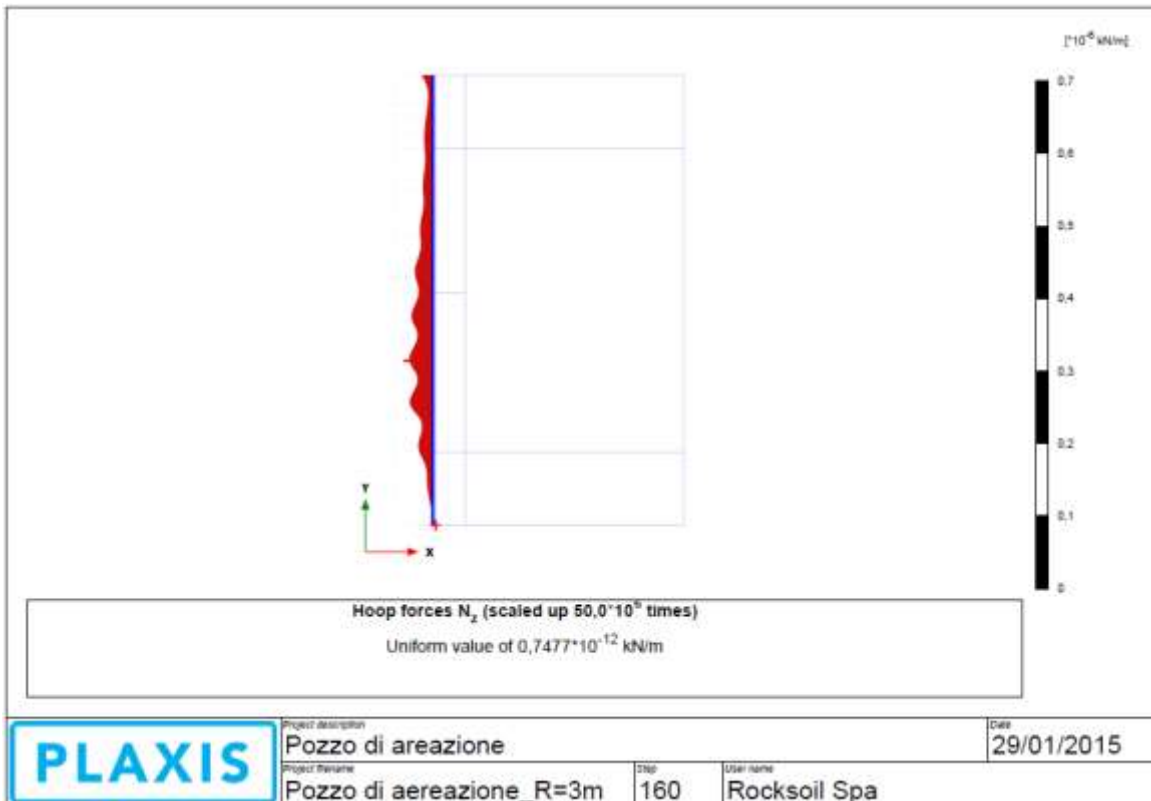 [*10⁻⁶ kN/m]
0,7
0,6
0,5
0,4
0,3
0,2
0,1
0
Y
X
Hoop forces N_z (scaled up 50,0*10⁶ times)
Uniform value of 0,7477*10⁻¹² kN/m
PLAXIS
Project description
Pozzo di areazione
Date
29/01/2015
Project filename
Pozzo di aereazione_R=3m
Step
160
User name
Rocksoil Spa